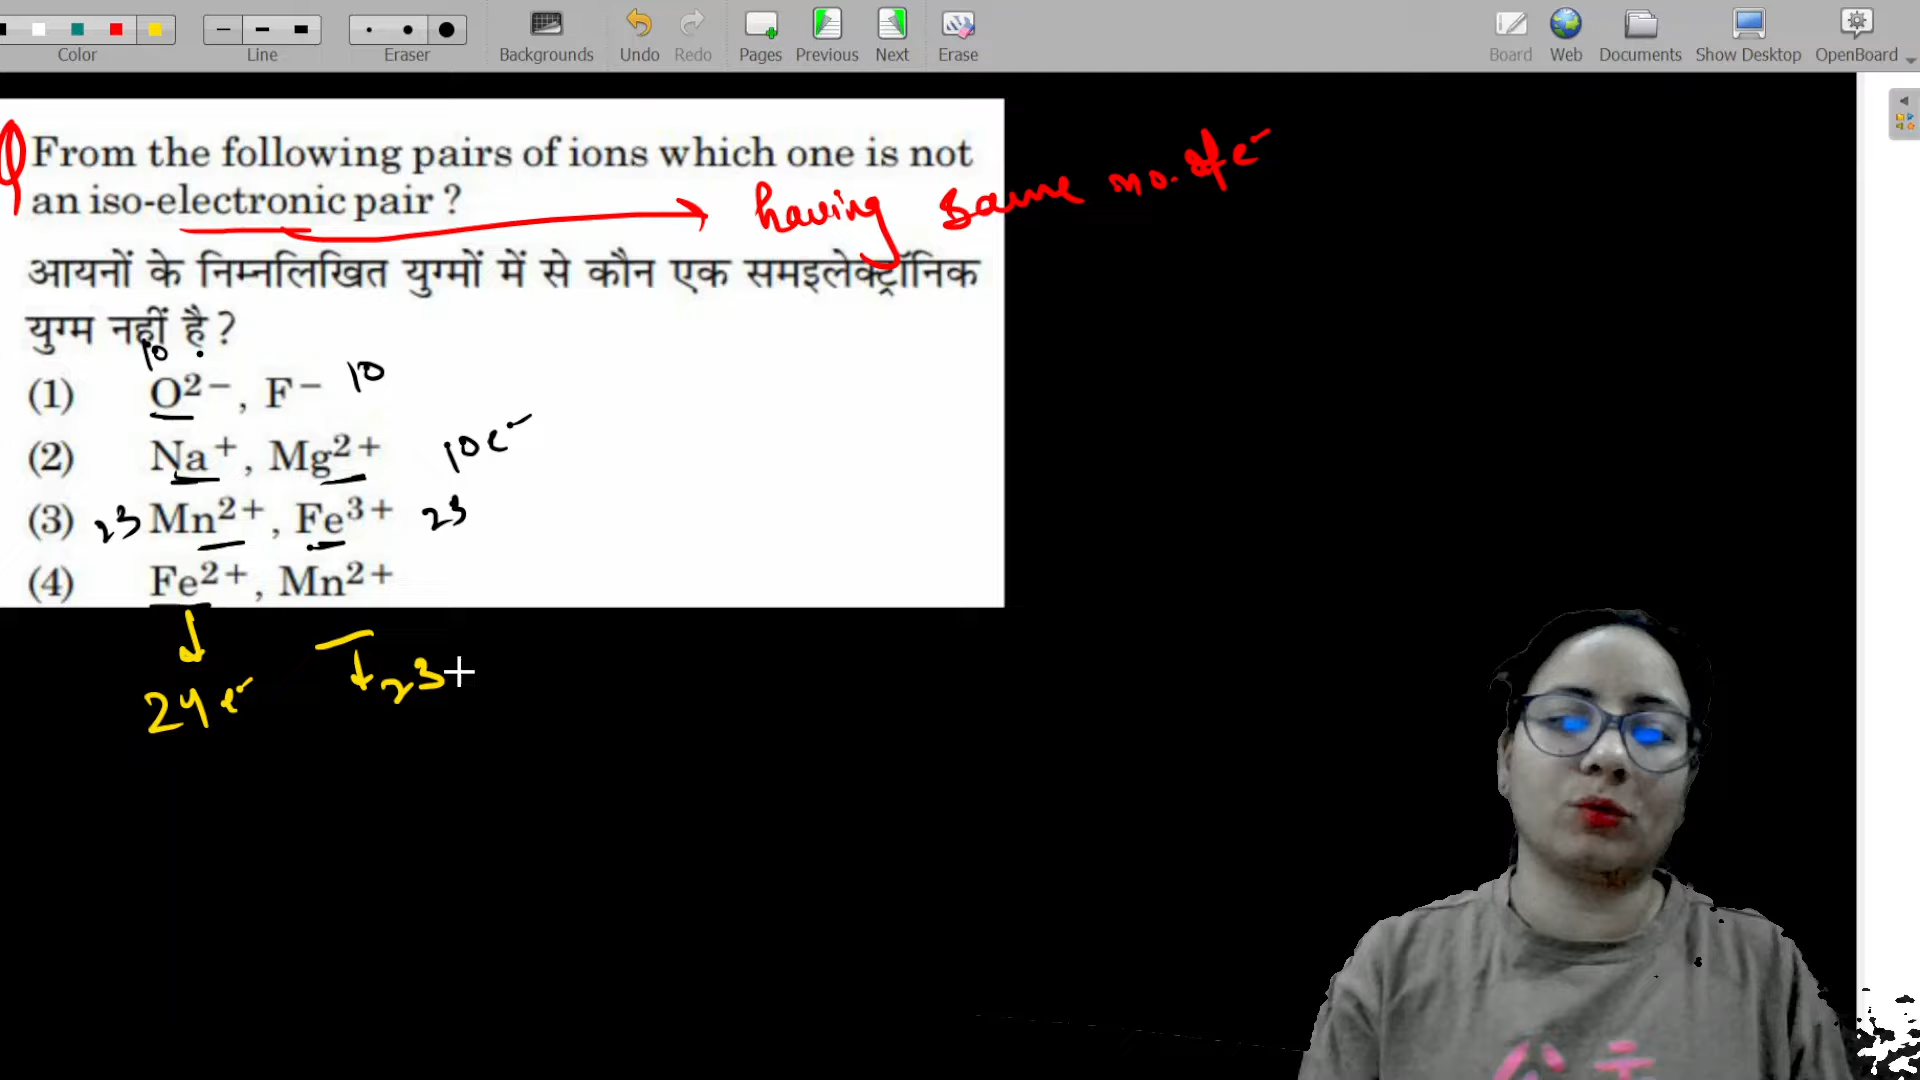 Color
Line
Eraser
Backgrounds
Undo
Redo
Pages
Previous
Next
Erase
Board
Web
Documents
Show Desktop
OpenBoard
Q From the following pairs of ions which one is not
an iso-electronic pair ?
having same no. of e-
आयनों के निम्नलिखित युग्मों में से कौन एक समइलेक्ट्रॉनिक
युग्म नहीं है ?
10
(1) O²⁻, F⁻ 10
(2) Na⁺, Mg²⁺ 10e-
(3) 23 Mn²⁺, Fe³⁺ 23
(4) Fe²⁺, Mn²⁺
24e- 23